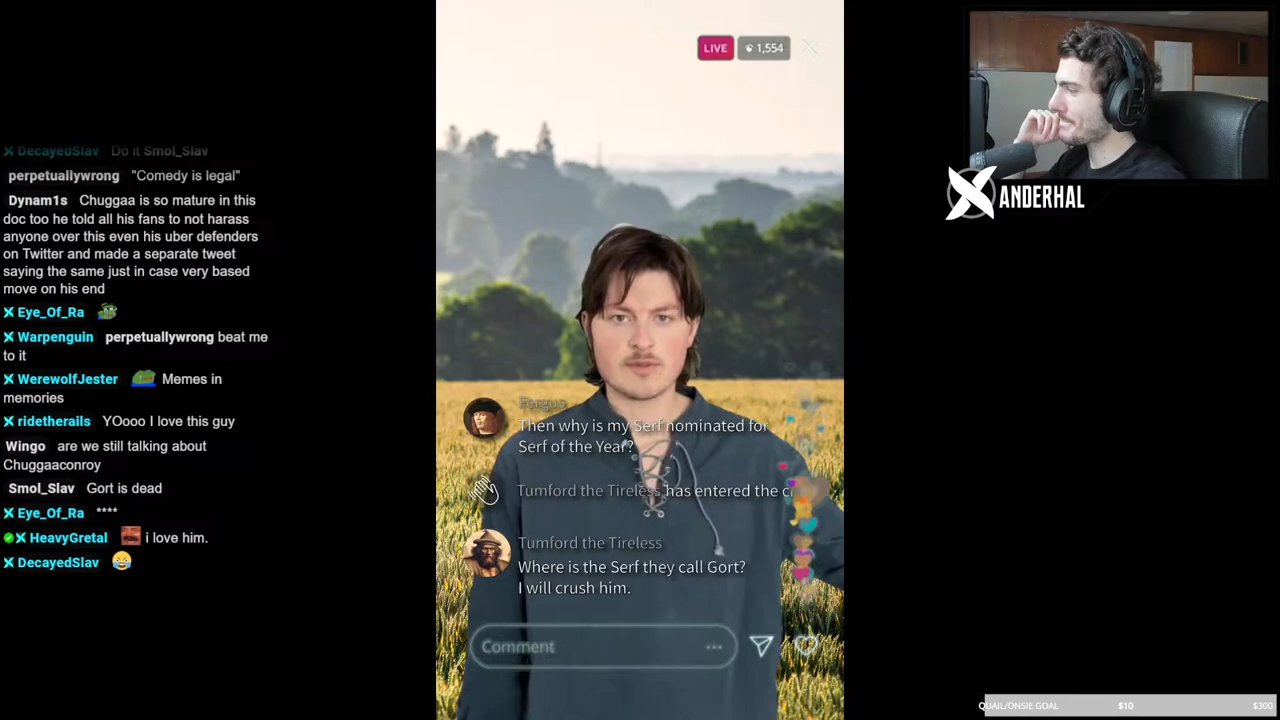 DecayedSlav Do it Smol_Slav
perpetuallywrong "Comedy is legal"
Dynam1s Chuggaa is so mature in this
doc too he told all his fans to not harass
anyone over this even his uber defenders
on Twitter and made a separate tweet
saying the same just in case very based
move on his end
Eye_Of_Ra
Warpenguin perpetuallywrong beat me
to it
WerewolfJester Memes in
memories
ridetherails YOooo I love this guy
Wingo are we still talking about
Chuggaaconroy
Smol_Slav Gort is dead
Eye_Of_Ra ****
HeavyGretal i love him.
DecayedSlav
LIVE 1,554
Fergus
Then why is my Serf nominated for
Serf of the Year?
Tumford the Tireless has entered the c
Tumford the Tireless
Where is the Serf they call Gort?
I will crush him.
Comment ...
XANDERHAL
QUAIL/ONSIE GOAL $10 $300